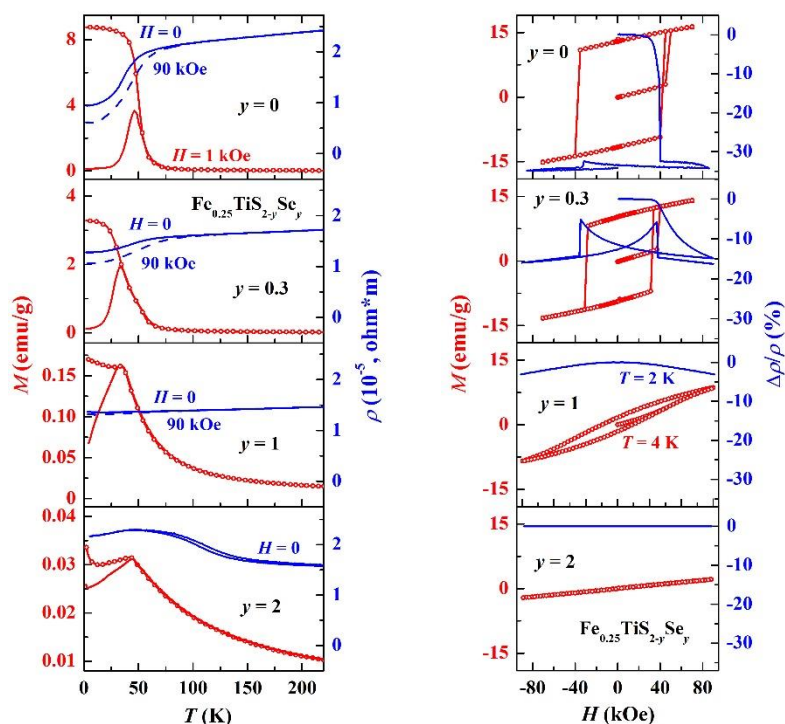 8
H = 0
90 kOe
y = 0
H = 1 kOe
4
0
2
1
0
4
H = 0
Fe0.25TiS2-ySey
90 kOe
y = 0.3
2
0
2
1
0
0.15
H = 0
90 kOe
0.10
y = 1
0.05
0
2
1
0
0.04
H = 0
0.03
y = 2
0.02
0.01
2
1
0
M (emu/g)
ρ (10-5, ohm*m)
0 50 100 150 200
T (K)
15
y = 0
0
-15
0
-10
-20
-30
15
y = 0.3
0
-15
0
-10
-20
-30
15
T = 2 K
y = 1
0
T = 4 K
-15
0
-10
-20
-30
15
y = 2
0
Fe0.25TiS2-ySey
-15
0
-10
-20
-30
M (emu/g)
Δρ/ρ (%)
-80 -40 0 40 80
H (kOe)